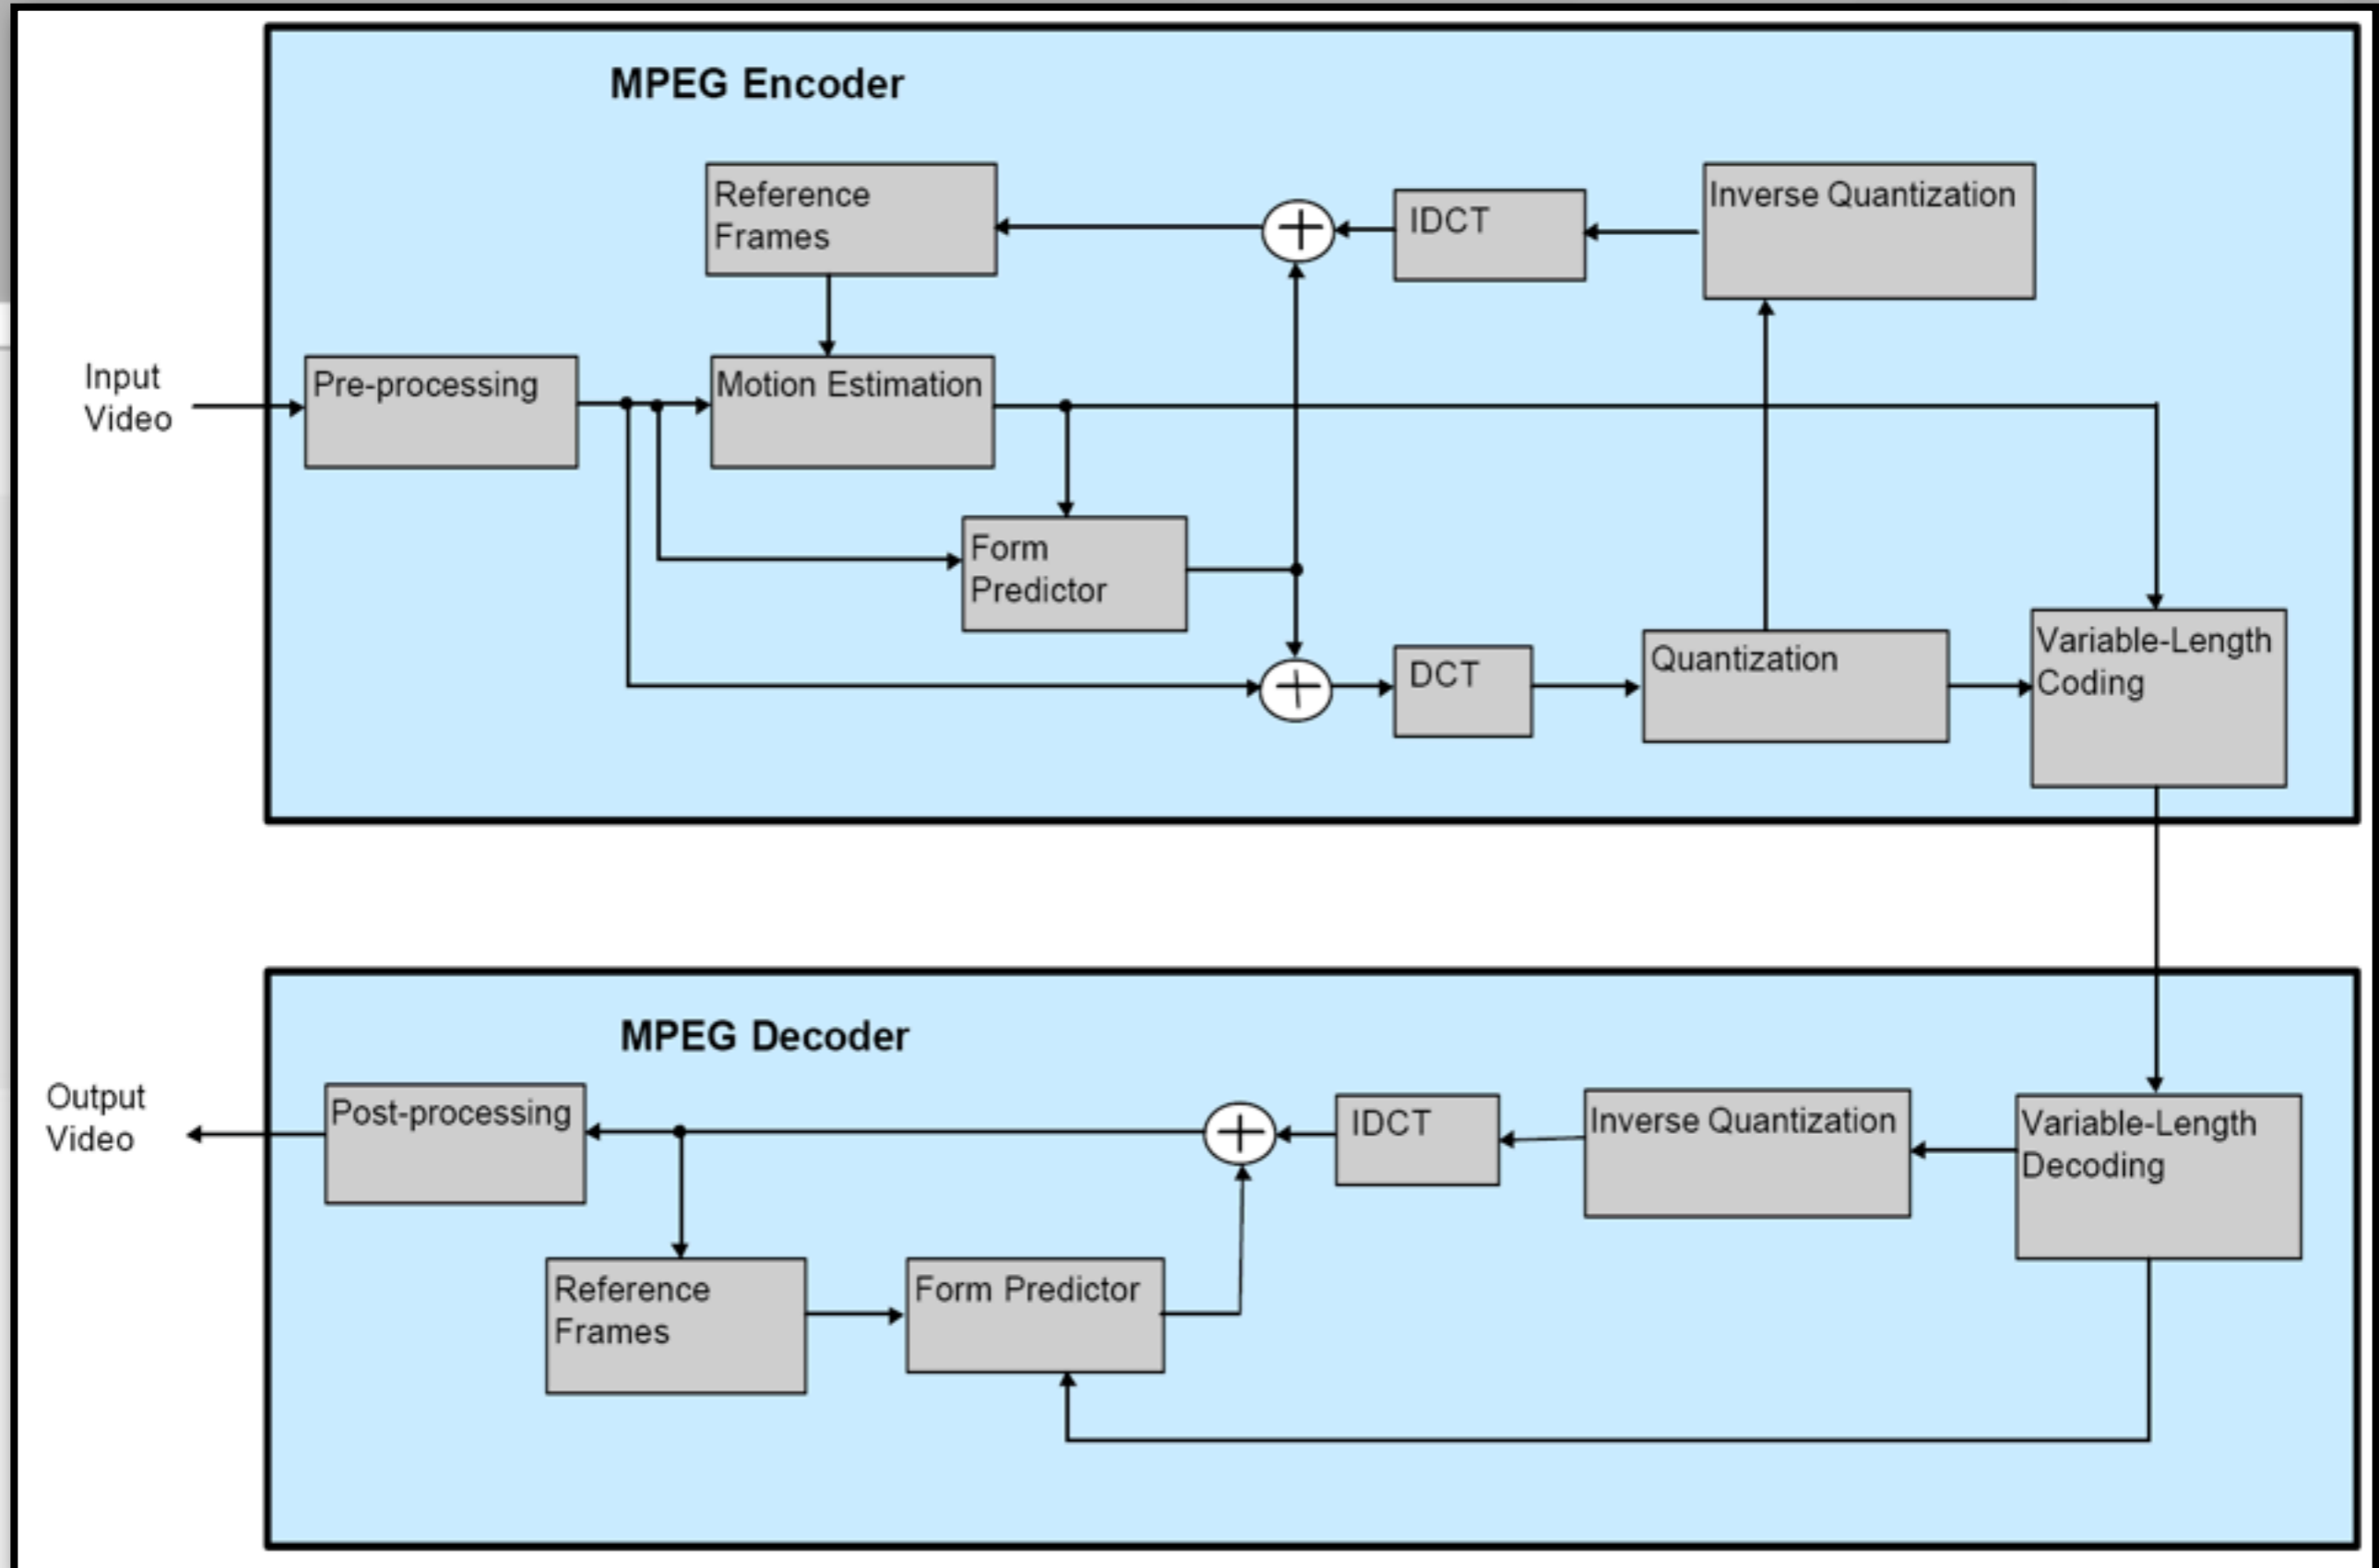 MPEG Encoder
Reference
Frames
IDCT
Inverse Quantization
Input
Video
Pre-processing
Motion Estimation
Form
Predictor
DCT
Quantization
Variable-Length
Coding
MPEG Decoder
Output
Video
Post-processing
IDCT
Inverse Quantization
Variable-Length
Decoding
Reference
Frames
Form Predictor